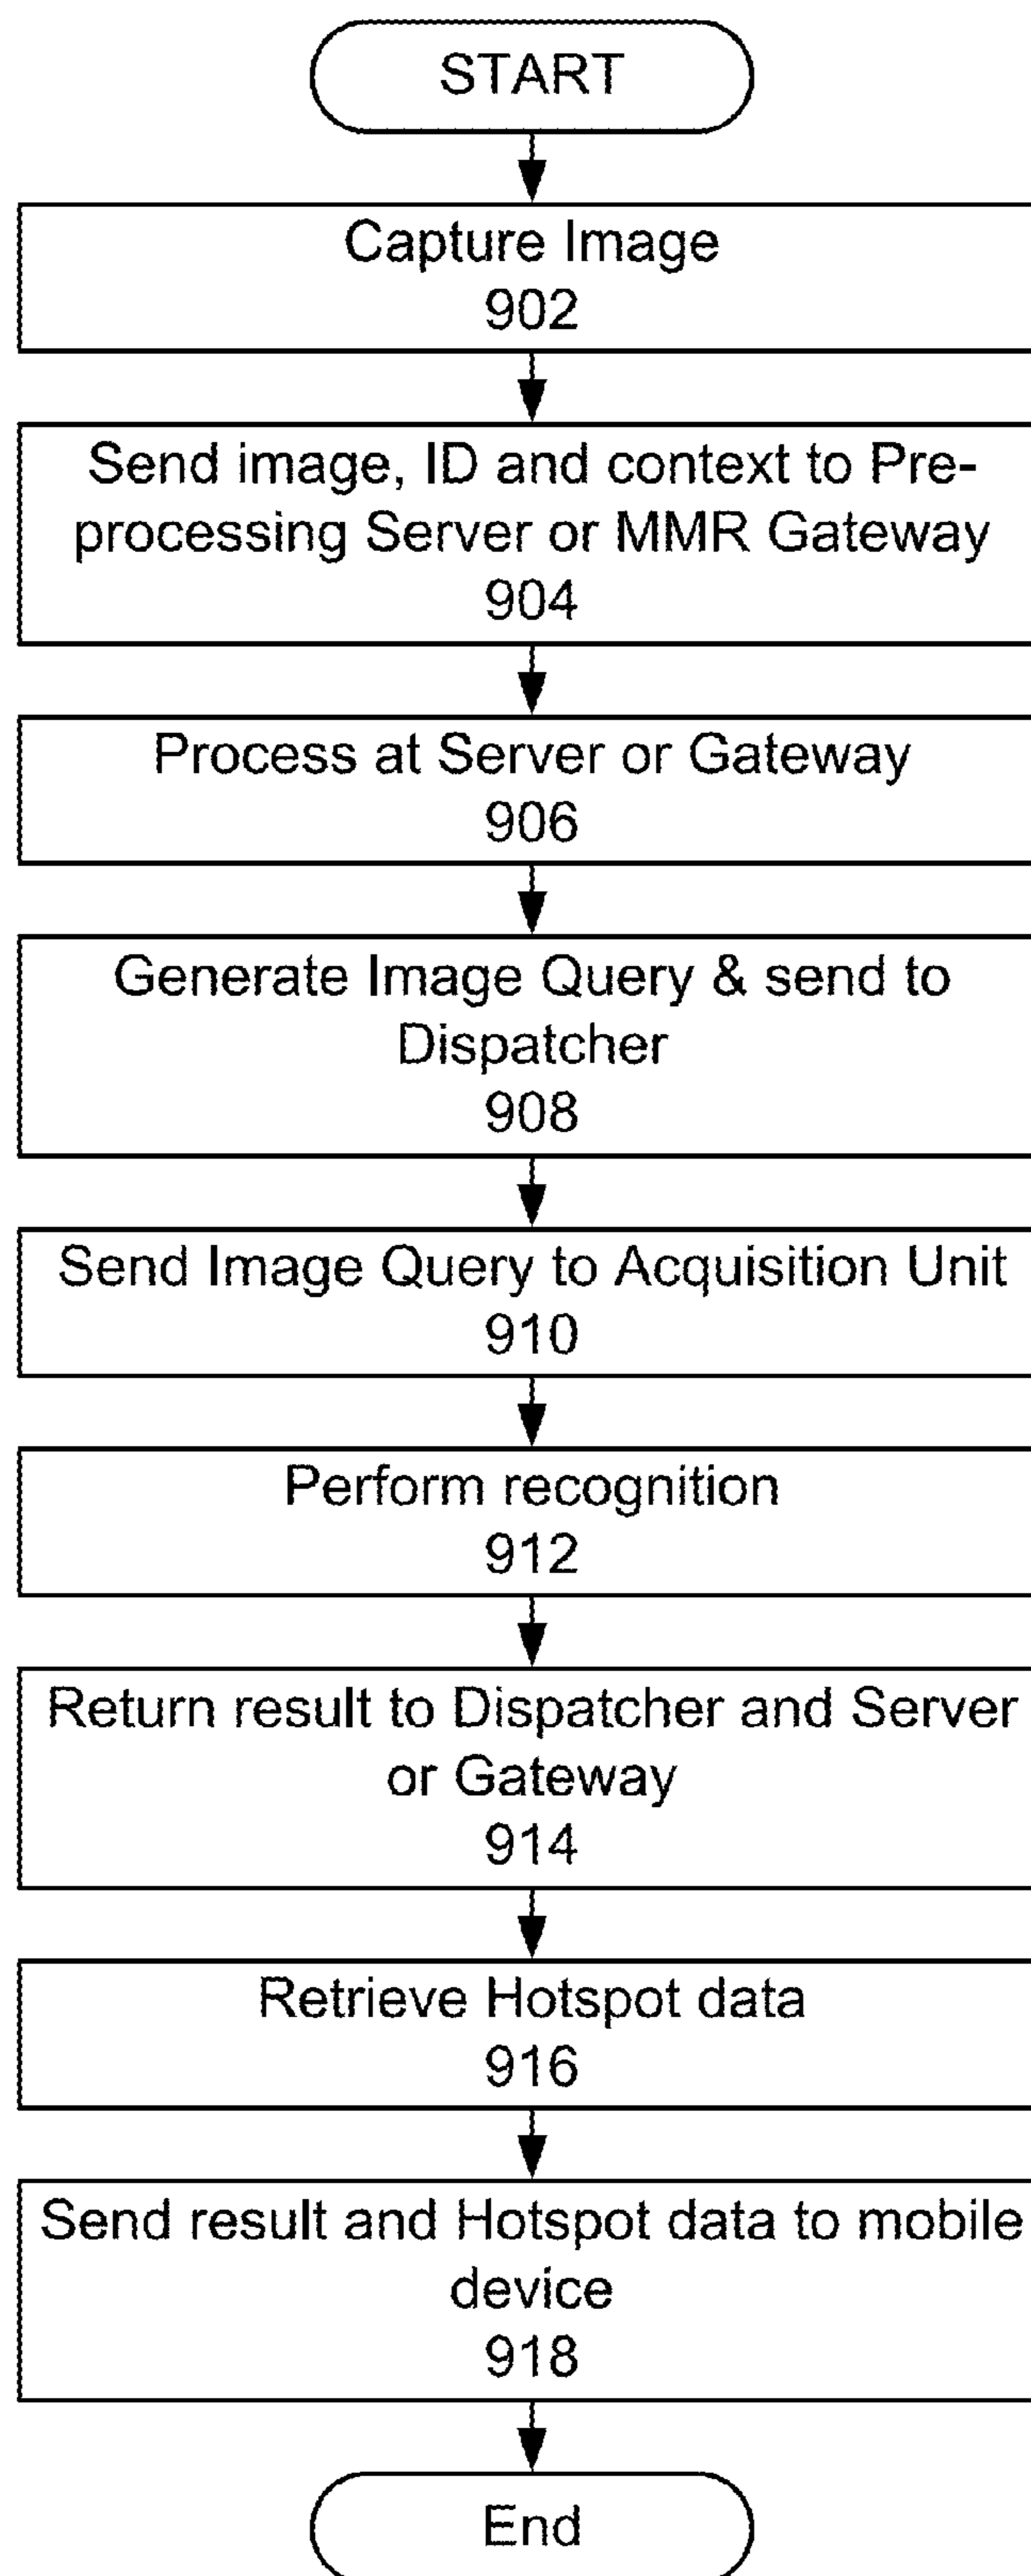 START
Capture Image
902
Send image, ID and context to Pre-
processing Server or MMR Gateway
904
Process at Server or Gateway
906
Generate Image Query & send to
Dispatcher
908
Send Image Query to Acquisition Unit
910
Perform recognition
912
Return result to Dispatcher and Server
or Gateway
914
Retrieve Hotspot data
916
Send result and Hotspot data to mobile
device
918
End